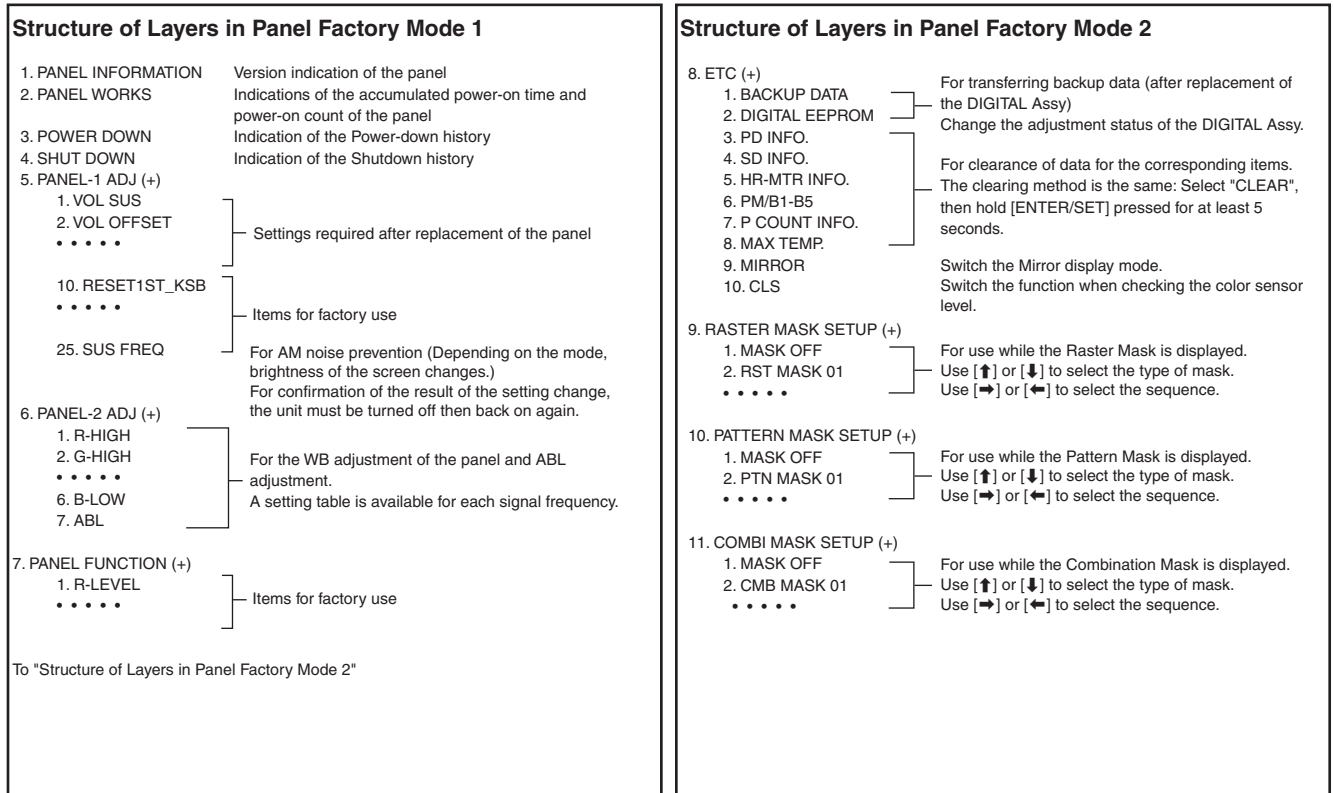 Structure of Layers in Panel Factory Mode 1
1. PANEL INFORMATION Version indication of the panel
2. PANEL WORKS Indications of the accumulated power-on time and
power-on count of the panel
3. POWER DOWN Indication of the Power-down history
4. SHUT DOWN Indication of the Shutdown history
5. PANEL-1 ADJ (+)
1. VOL SUS
2. VOL OFFSET
• • • • •
Settings required after replacement of the panel
10. RESET1ST_KSB
• • • • •
Items for factory use
25. SUS FREQ
For AM noise prevention (Depending on the mode,
brightness of the screen changes.)
For confirmation of the result of the setting change,
the unit must be turned off then back on again.
6. PANEL-2 ADJ (+)
1. R-HIGH
2. G-HIGH
• • • • •
6. B-LOW
7. ABL
For the WB adjustment of the panel and ABL
adjustment.
A setting table is available for each signal frequency.
7. PANEL FUNCTION (+)
1. R-LEVEL
• • • • •
Items for factory use
To "Structure of Layers in Panel Factory Mode 2"
Structure of Layers in Panel Factory Mode 2
8. ETC (+)
1. BACKUP DATA
2. DIGITAL EEPROM
For transferring backup data (after replacement of
the DIGITAL Assy)
Change the adjustment status of the DIGITAL Assy.
3. PD INFO.
4. SD INFO.
5. HR-MTR INFO.
6. PM/B1-B5
7. P COUNT INFO.
8. MAX TEMP.
For clearance of data for the corresponding items.
The clearing method is the same: Select "CLEAR",
then hold [ENTER/SET] pressed for at least 5
seconds.
9. MIRROR Switch the Mirror display mode.
10. CLS Switch the function when checking the color sensor
level.
9. RASTER MASK SETUP (+)
1. MASK OFF
2. RST MASK 01
• • • • •
For use while the Raster Mask is displayed.
Use [⬆] or [⬇] to select the type of mask.
Use [➡] or [⬅] to select the sequence.
10. PATTERN MASK SETUP (+)
1. MASK OFF
2. PTN MASK 01
• • • • •
For use while the Pattern Mask is displayed.
Use [⬆] or [⬇] to select the type of mask.
Use [➡] or [⬅] to select the sequence.
11. COMBI MASK SETUP (+)
1. MASK OFF
2. CMB MASK 01
• • • • •
For use while the Combination Mask is displayed.
Use [⬆] or [⬇] to select the type of mask.
Use [➡] or [⬅] to select the sequence.